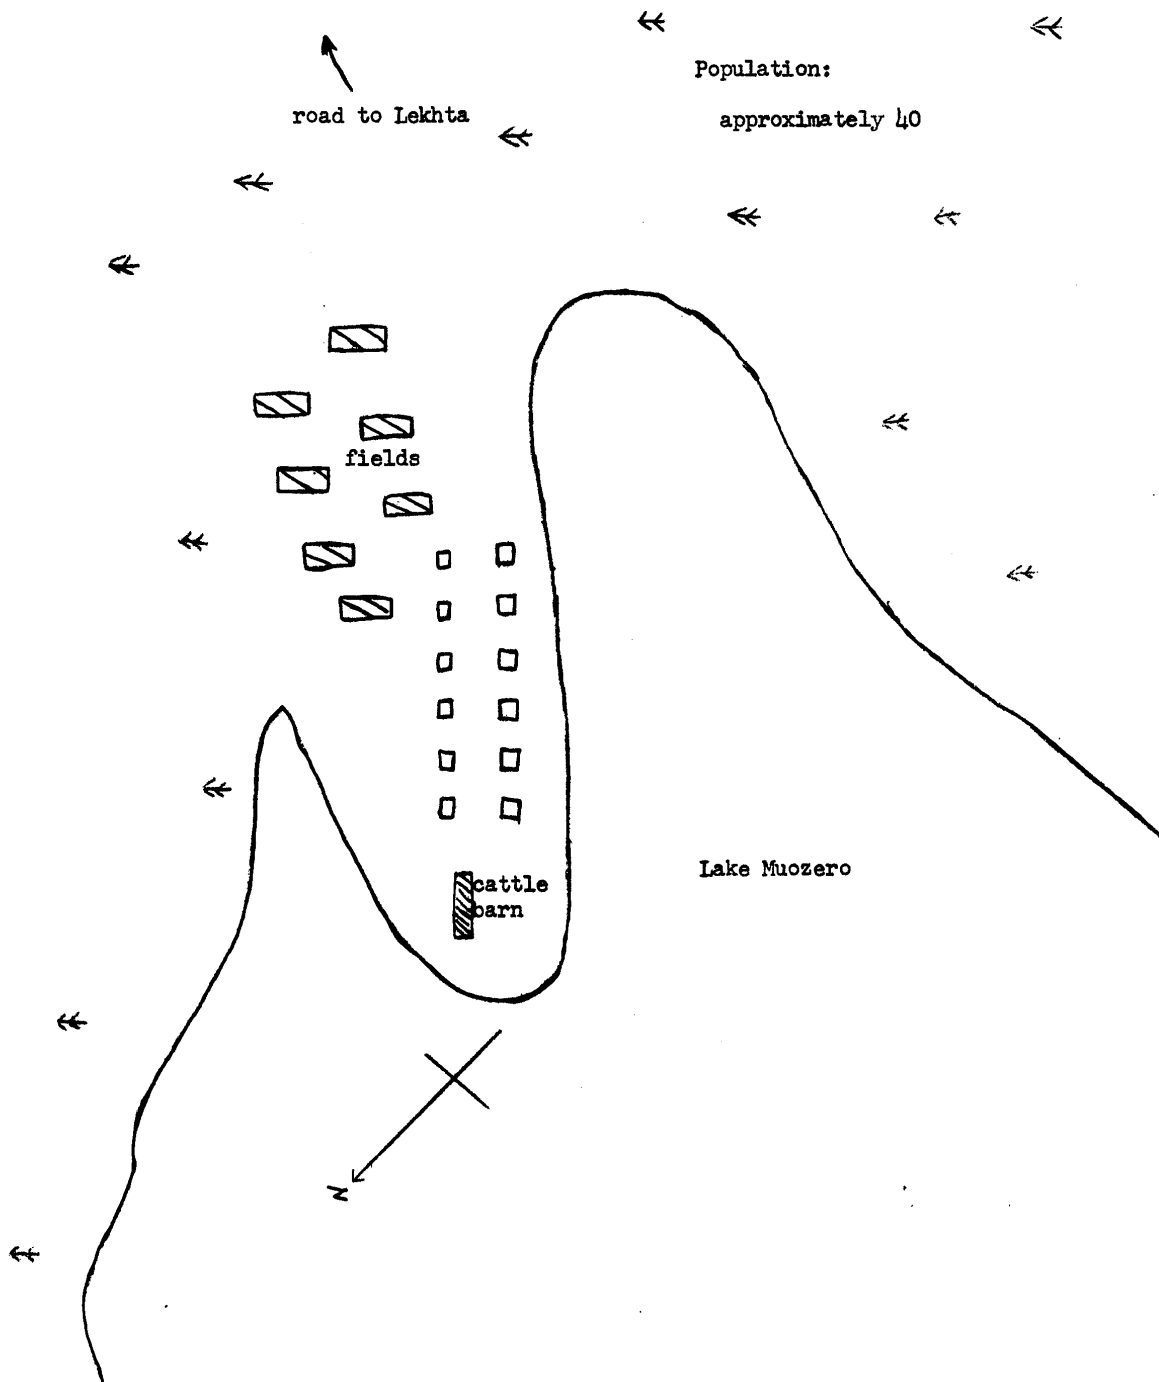 Population:
road to Lekhta
approximately 40
fields
Lake Muozero
cattle
barn
N